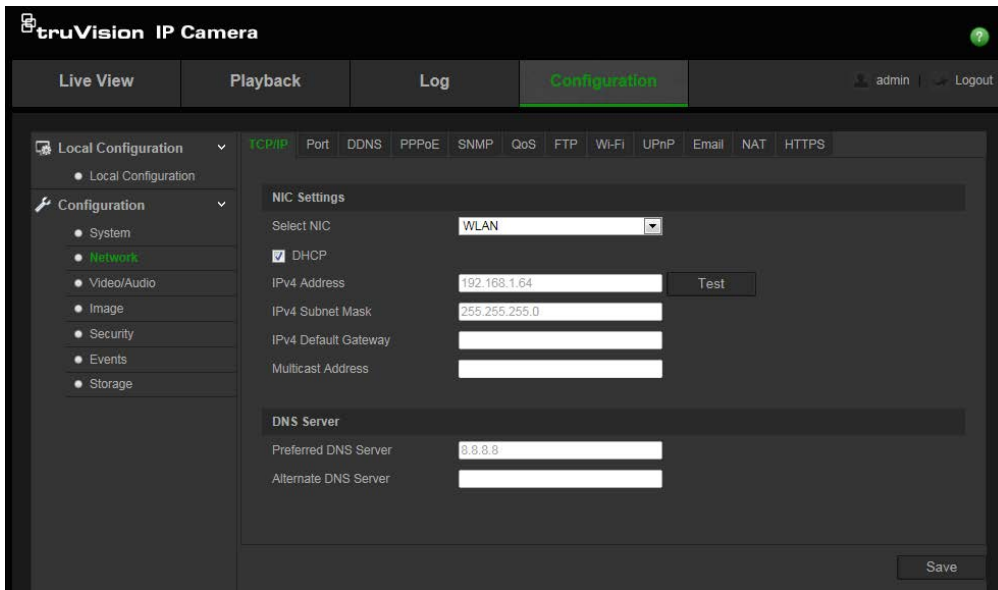 truVision IP Camera
?
Live View Playback Log Configuration admin | Logout
Local Configuration
Local Configuration
Configuration
System
Network
Video/Audio
Image
Security
Events
Storage
TCP/IP Port DDNS PPPoE SNMP QoS FTP Wi-Fi UPnP Email NAT HTTPS
NIC Settings
Select NIC WLAN
DHCP
IPv4 Address 192.168.1.64 Test
IPv4 Subnet Mask 255.255.255.0
IPv4 Default Gateway
Multicast Address
DNS Server
Preferred DNS Server 8.8.8.8
Alternate DNS Server
Save